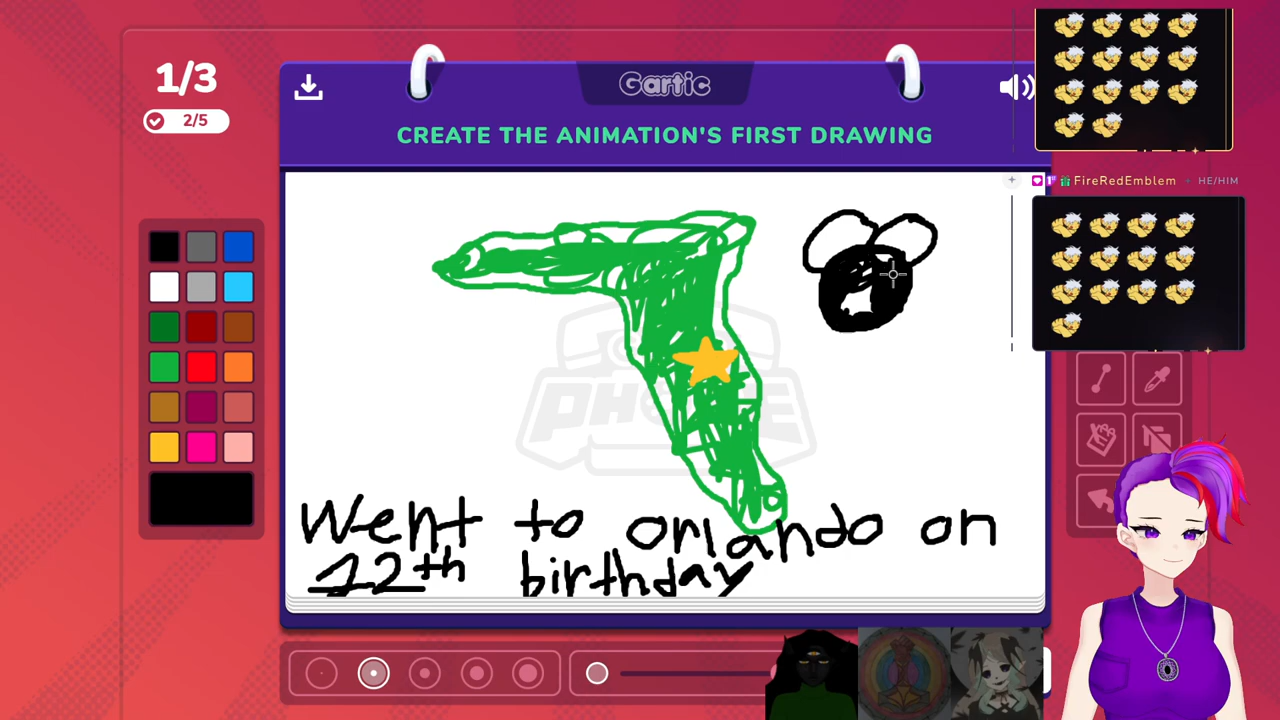 1/3
2/5
Gartic
CREATE THE ANIMATION'S FIRST DRAWING
FireRedEmblem • HE/HIM
PHONE
Went to orlando on
12th birthday